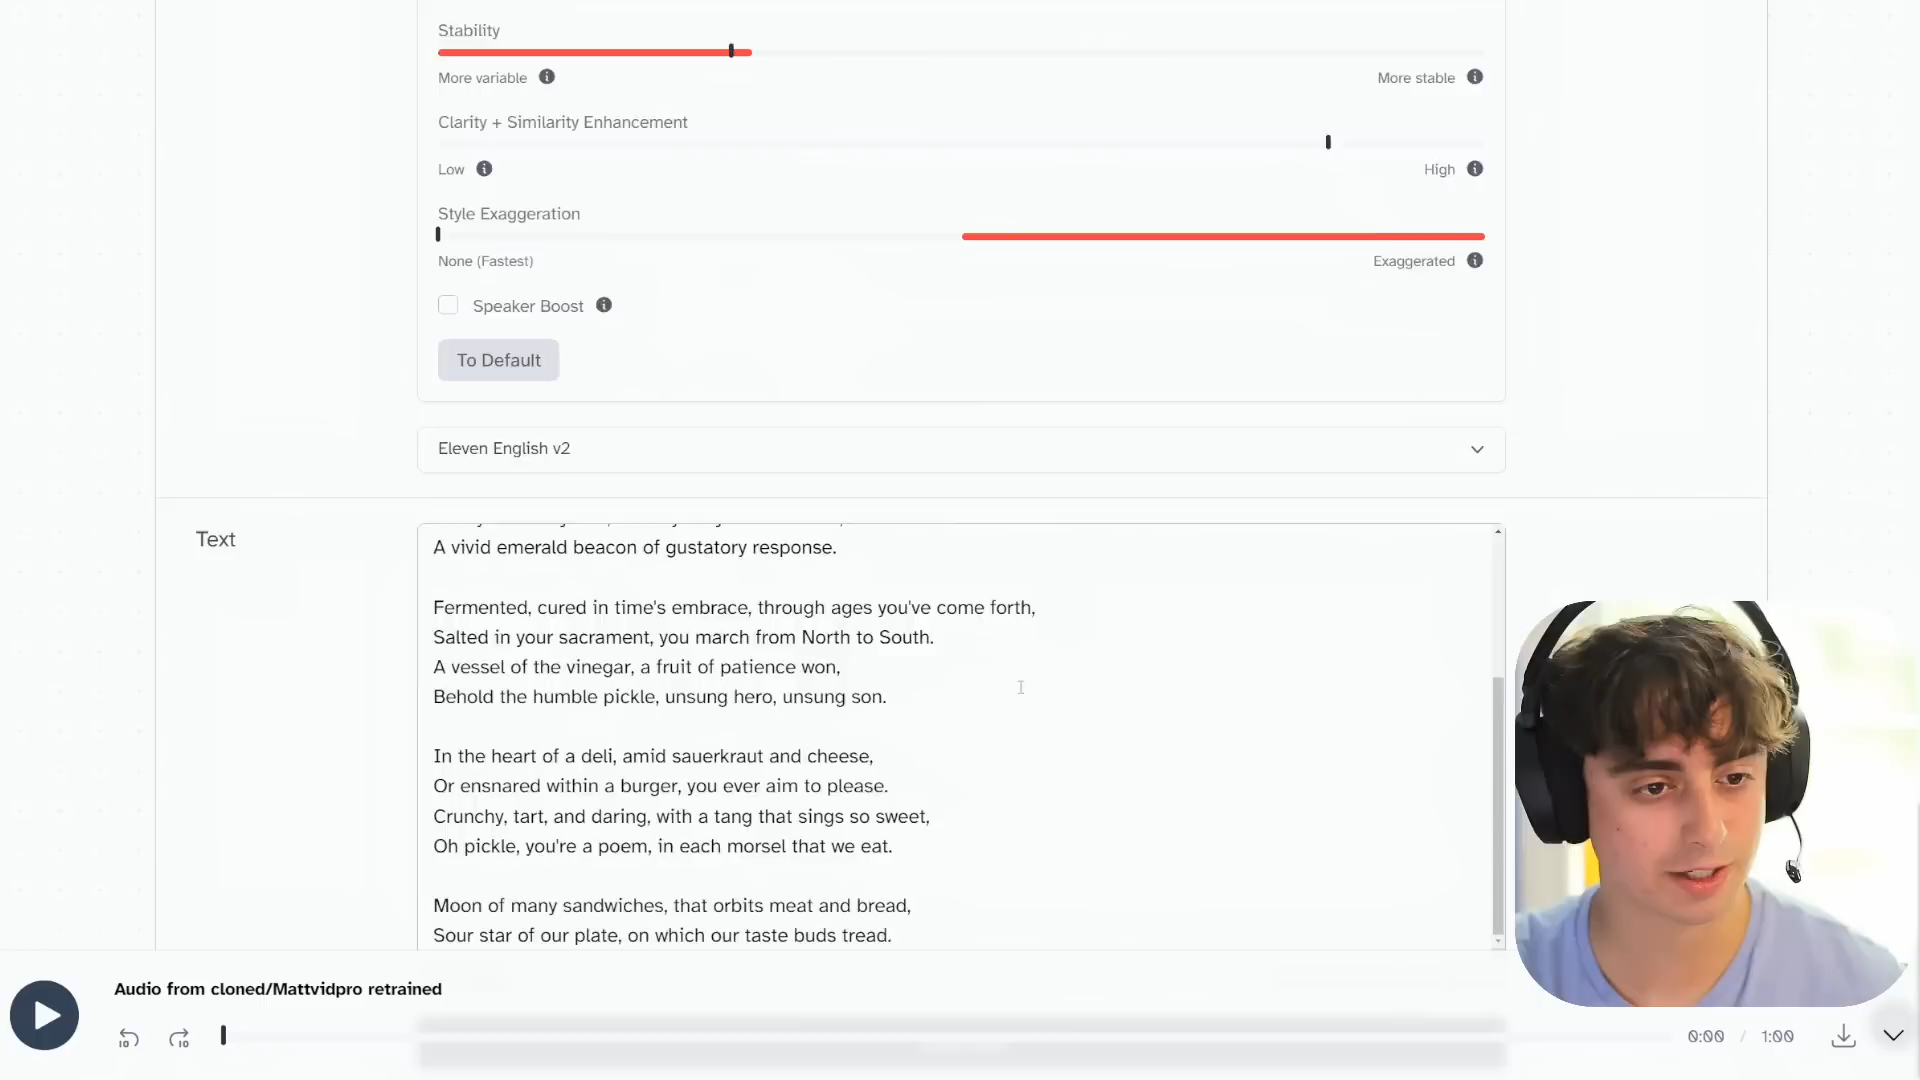 Stability
More variable
More stable
Clarity + Similarity Enhancement
Low
High
Style Exaggeration
None (Fastest)
Exaggerated
Speaker Boost
To Default
Eleven English v2
Text
A vivid emerald beacon of gustatory response.
Fermented, cured in time's embrace, through ages you've come forth,
Salted in your sacrament, you march from North to South.
A vessel of the vinegar, a fruit of patience won,
Behold the humble pickle, unsung hero, unsung son.
In the heart of a deli, amid sauerkraut and cheese,
Or ensnared within a burger, you ever aim to please.
Crunchy, tart, and daring, with a tang that sings so sweet,
Oh pickle, you're a poem, in each morsel that we eat.
Moon of many sandwiches, that orbits meat and bread,
Sour star of our plate, on which our taste buds tread.
Audio from cloned/Mattvidpro retrained
10
10
0:00 / 1:00